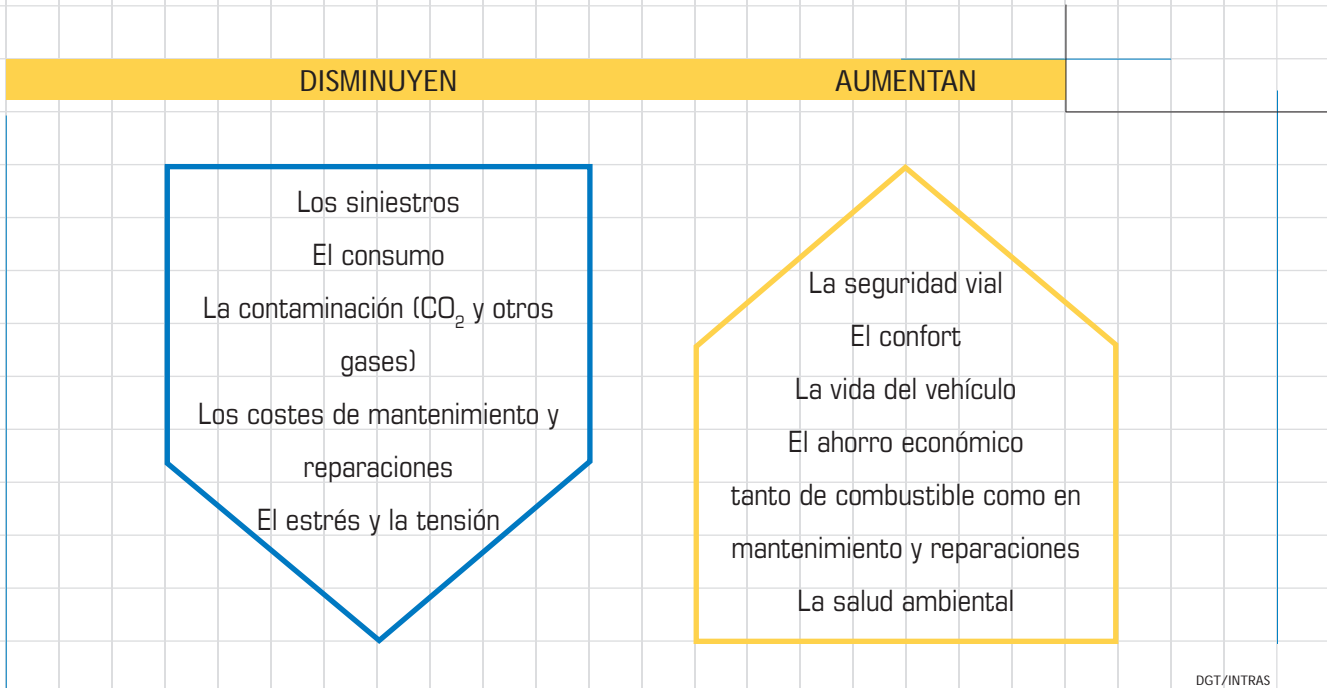 DISMINUYEN
AUMENTAN
Los siniestros
El consumo
La contaminación (CO₂ y otros
gases)
Los costes de mantenimiento y
reparaciones
El estrés y la tensión
La seguridad vial
El confort
La vida del vehículo
El ahorro económico
tanto de combustible como en
mantenimiento y reparaciones
La salud ambiental
DGT/INTRAS